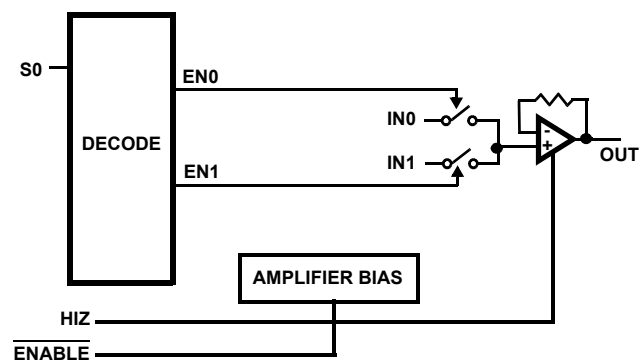 S0
EN0
DECODE
IN0
-
+
OUT
IN1
EN1
AMPLIFIER BIAS
HIZ
ENABLE